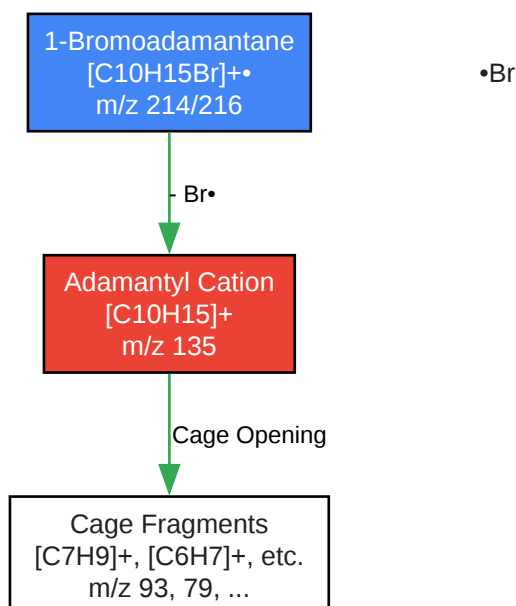 1-Bromoadamantane
[C10H15Br]+•
m/z 214/216
•Br
- Br•
Adamantyl Cation
[C10H15]+
m/z 135
Cage Opening
Cage Fragments
[C7H9]+, [C6H7]+, etc.
m/z 93, 79, ...